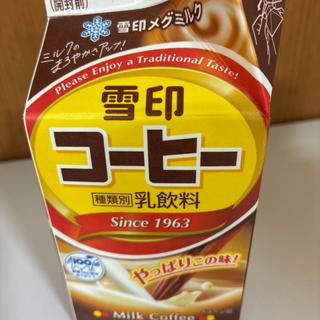 (開封前)
雪印メグミルク
ミルクの
まろやかさアップ!
Please Enjoy a Traditional Taste!
雪印
コーヒー
種類別 乳飲料
Since 1963
100
やっぱりこの味!
Milk Coffee